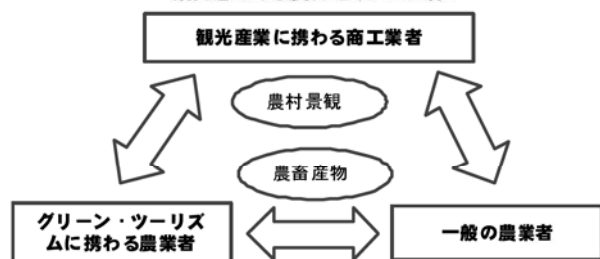 観光産業に携わる商工業者
農村景観
農畜産物
グリーン・ツーリズ
ムに携わる農業者
一般の農業者